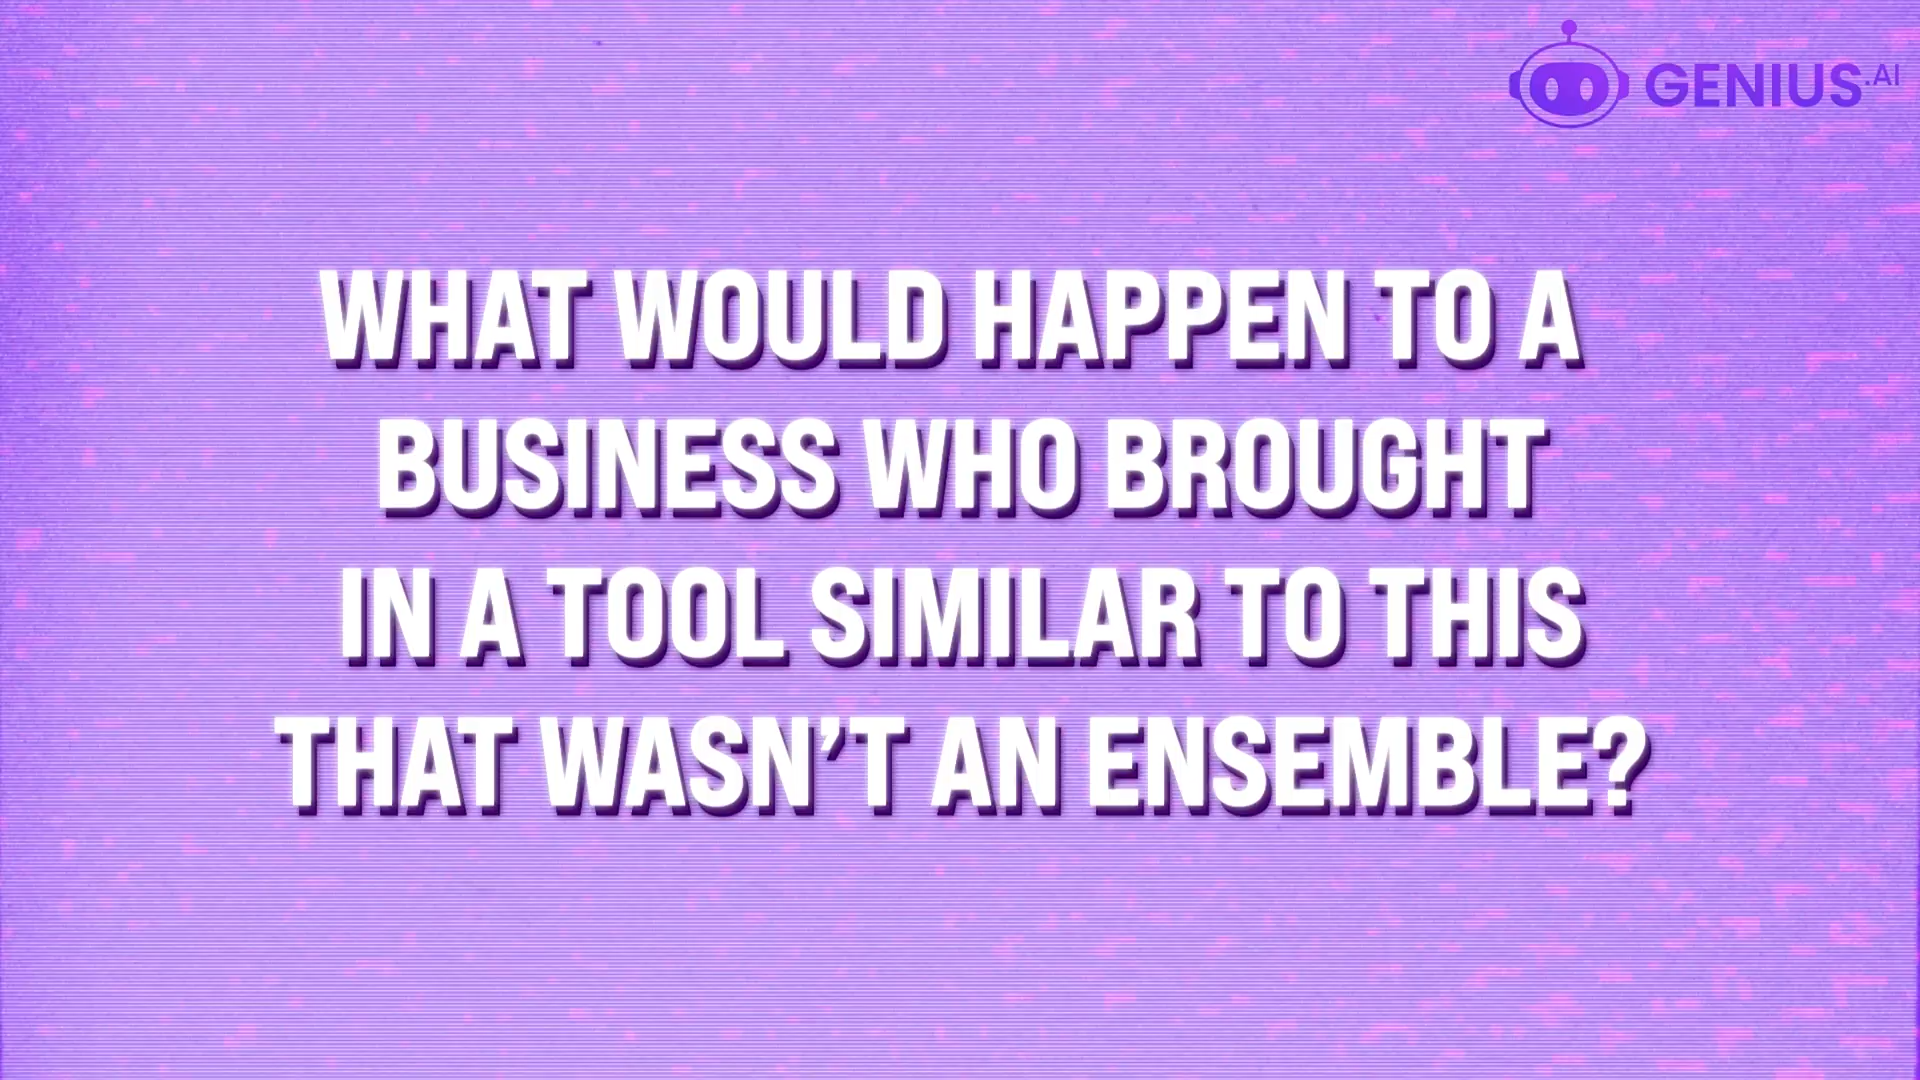 GENIUS.AI
WHAT WOULD HAPPEN TO A
BUSINESS WHO BROUGHT
IN A TOOL SIMILAR TO THIS
THAT WASN’T AN ENSEMBLE?